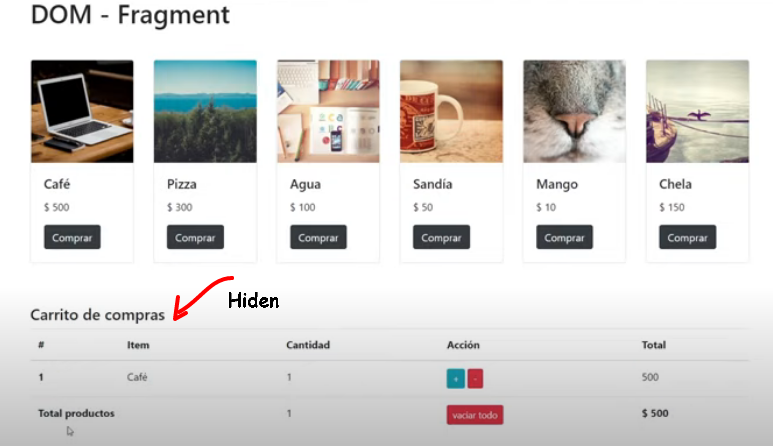 DOM - Fragment
Café Pizza Agua Sandía Mango Chela
$ 500 $ 300 $ 100 $ 50 $ 10 $ 150
Comprar Comprar Comprar Comprar Comprar Comprar
Hiden
Carrito de compras
# Item Cantidad Acción Total
1 Café 1 + - 500
Total productos 1 vaciar todo $ 500